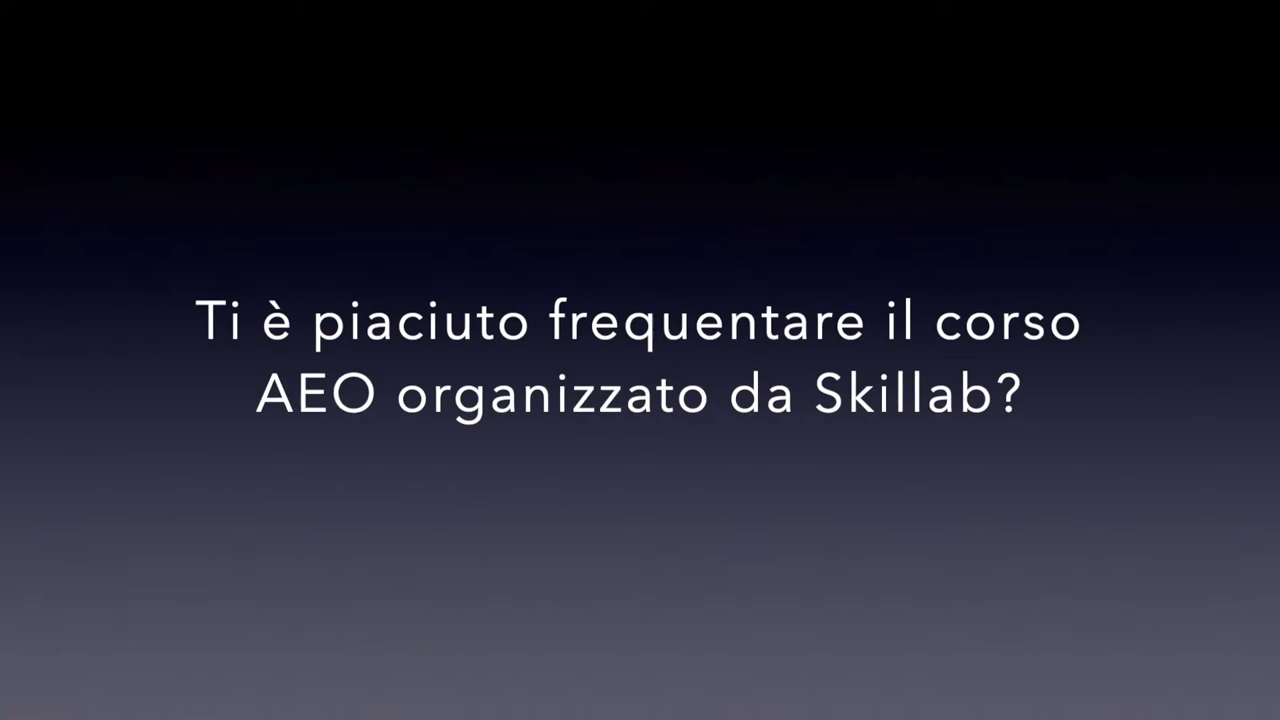 Ti è piaciuto frequentare il corso
AEO organizzato da Skillab?